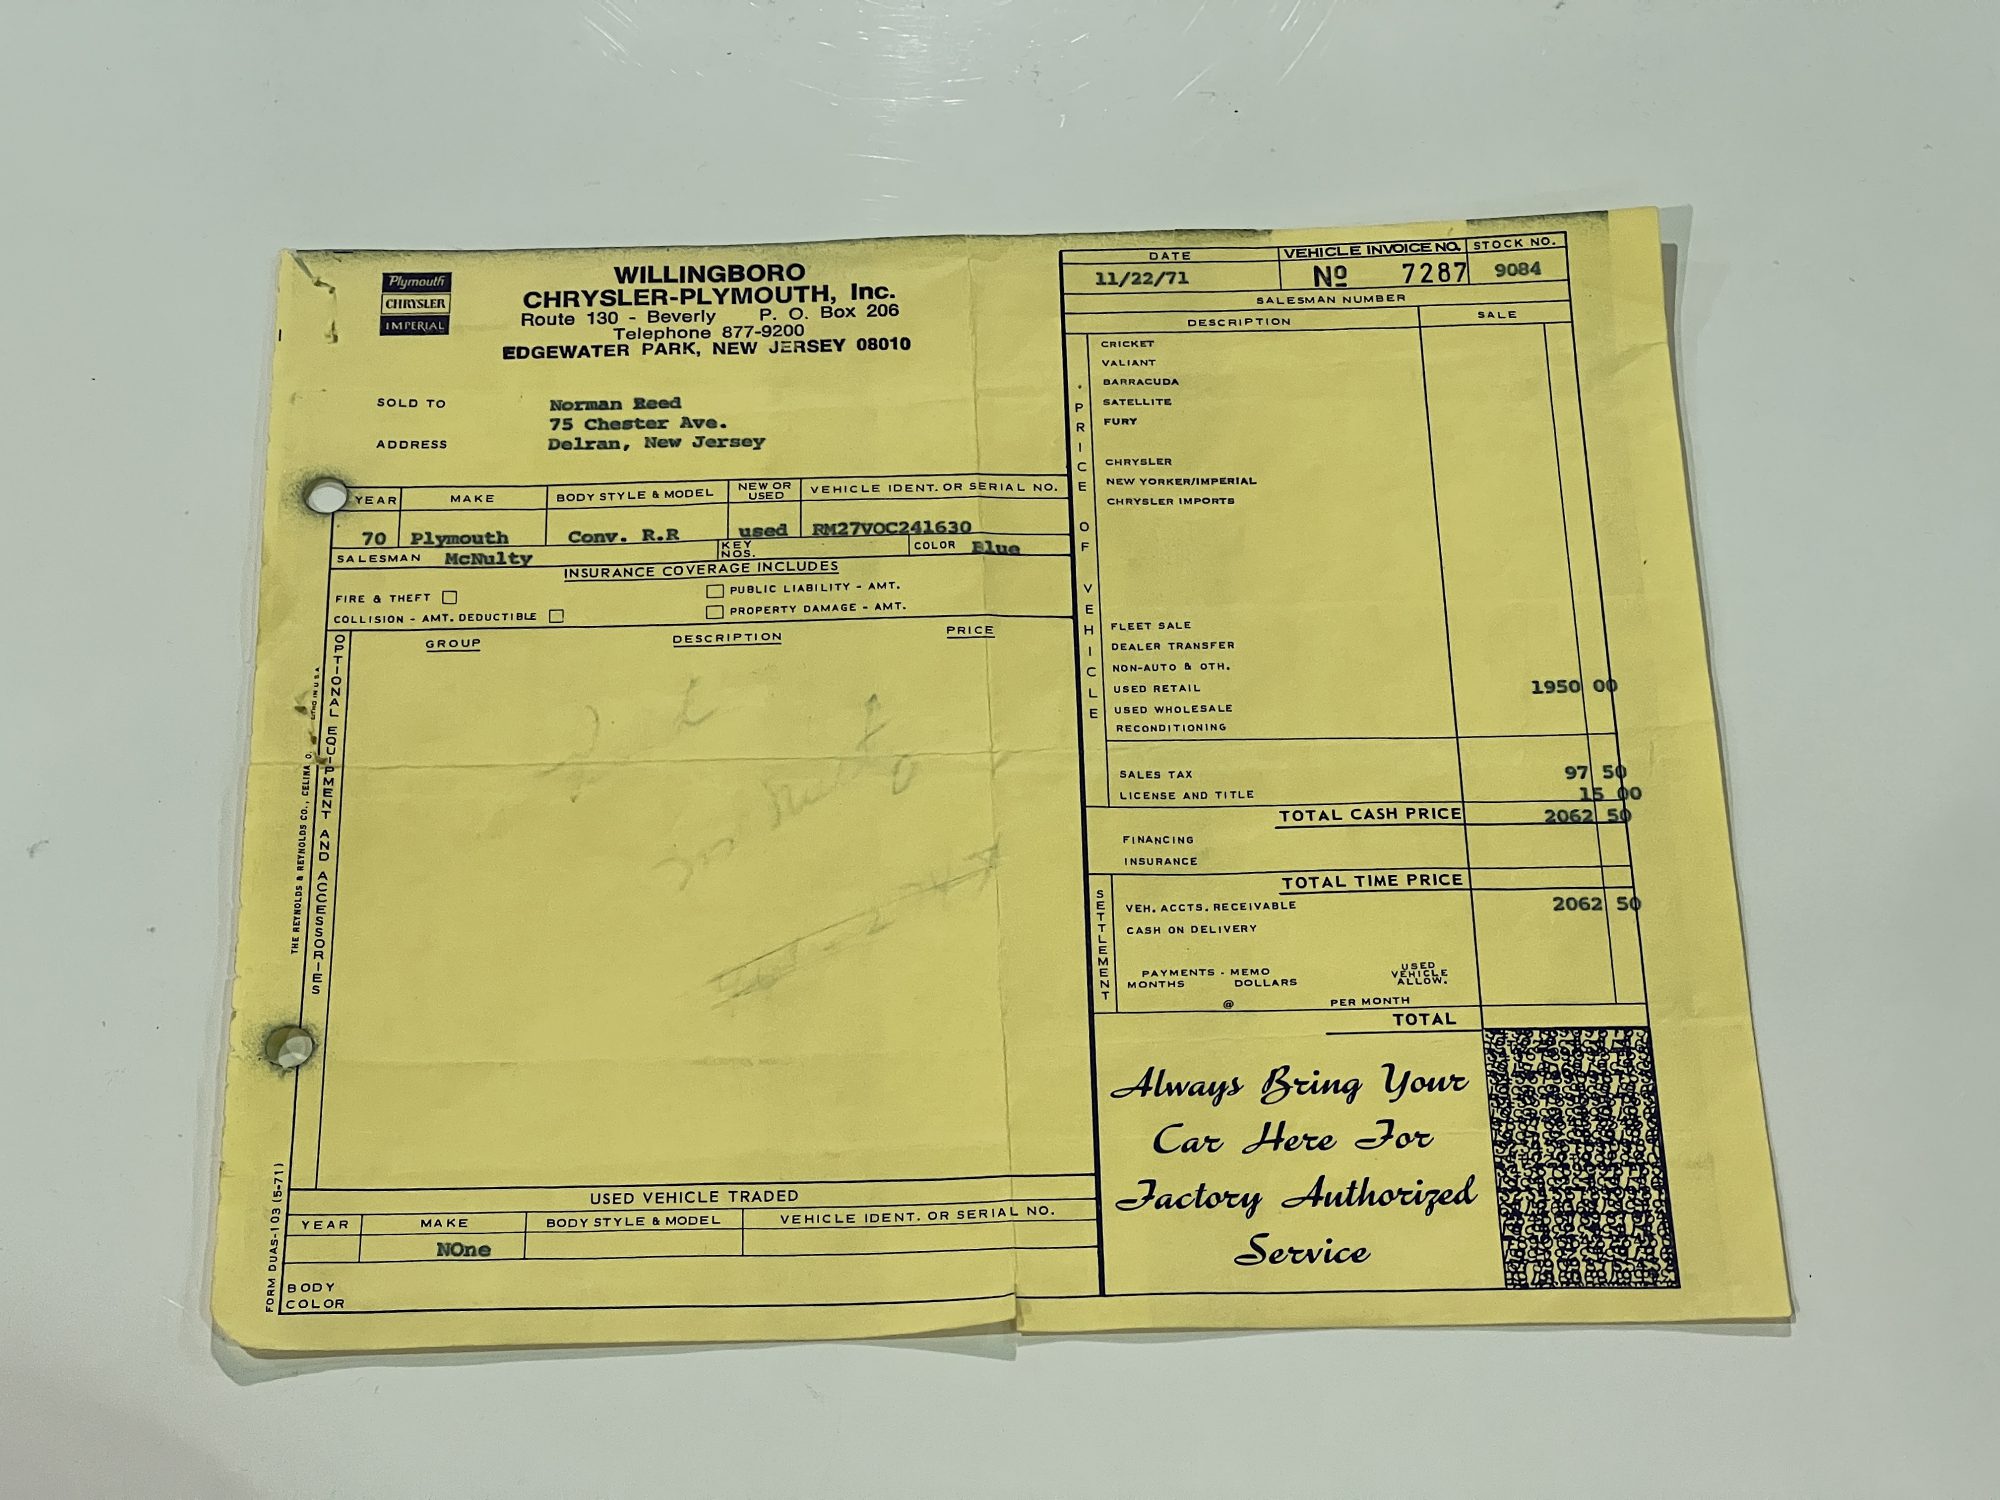 Plymouth
CHRYSLER
IMPERIAL
WILLINGBORO
CHRYSLER-PLYMOUTH, Inc.
Route 130 - Beverly P. O. Box 206
Telephone 877-9200
EDGEWATER PARK, NEW JERSEY 08010
SOLD TO Norman Reed
75 Chester Ave.
ADDRESS Delran, New Jersey
YEAR MAKE BODY STYLE & MODEL NEW OR USED VEHICLE IDENT. OR SERIAL NO.
70 Plymouth Conv. R.R used RM27VOC241630
SALESMAN McNulty KEY NOS. COLOR Blue
INSURANCE COVERAGE INCLUDES
FIRE & THEFT PUBLIC LIABILITY - AMT.
COLLISION - AMT. DEDUCTIBLE PROPERTY DAMAGE - AMT.
GROUP DESCRIPTION PRICE
OPTIONAL EQUIPMENT AND ACCESSORIES
THE REYNOLDS & REYNOLDS CO., CELINA, O. LITHO IN U.S.A.
FORM DUAS-103 (5-71)
USED VEHICLE TRADED
YEAR MAKE BODY STYLE & MODEL VEHICLE IDENT. OR SERIAL NO.
NOne
BODY
COLOR
DATE VEHICLE INVOICE NO. STOCK NO.
11/22/71 Nº 7287 9084
SALESMAN NUMBER
DESCRIPTION SALE
PRICE OF VEHICLE
CRICKET
VALIANT
BARRACUDA
SATELLITE
FURY
CHRYSLER
NEW YORKER/IMPERIAL
CHRYSLER IMPORTS
FLEET SALE
DEALER TRANSFER
NON-AUTO & OTH.
USED RETAIL 1950 00
USED WHOLESALE
RECONDITIONING
SALES TAX 97 50
LICENSE AND TITLE 15 00
TOTAL CASH PRICE 2062 50
FINANCING
INSURANCE
TOTAL TIME PRICE
SETTLEMENT
VEH. ACCTS. RECEIVABLE 2062 50
CASH ON DELIVERY
PAYMENTS - MEMO USED VEHICLE ALLOW.
MONTHS DOLLARS
@ PER MONTH
TOTAL
Always Bring Your
Car Here For
Factory Authorized
Service